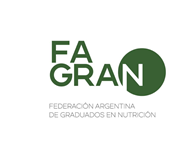 FA
GRAN
FEDERACIÓN ARGENTINA
DE GRADUADOS EN NUTRICIÓN